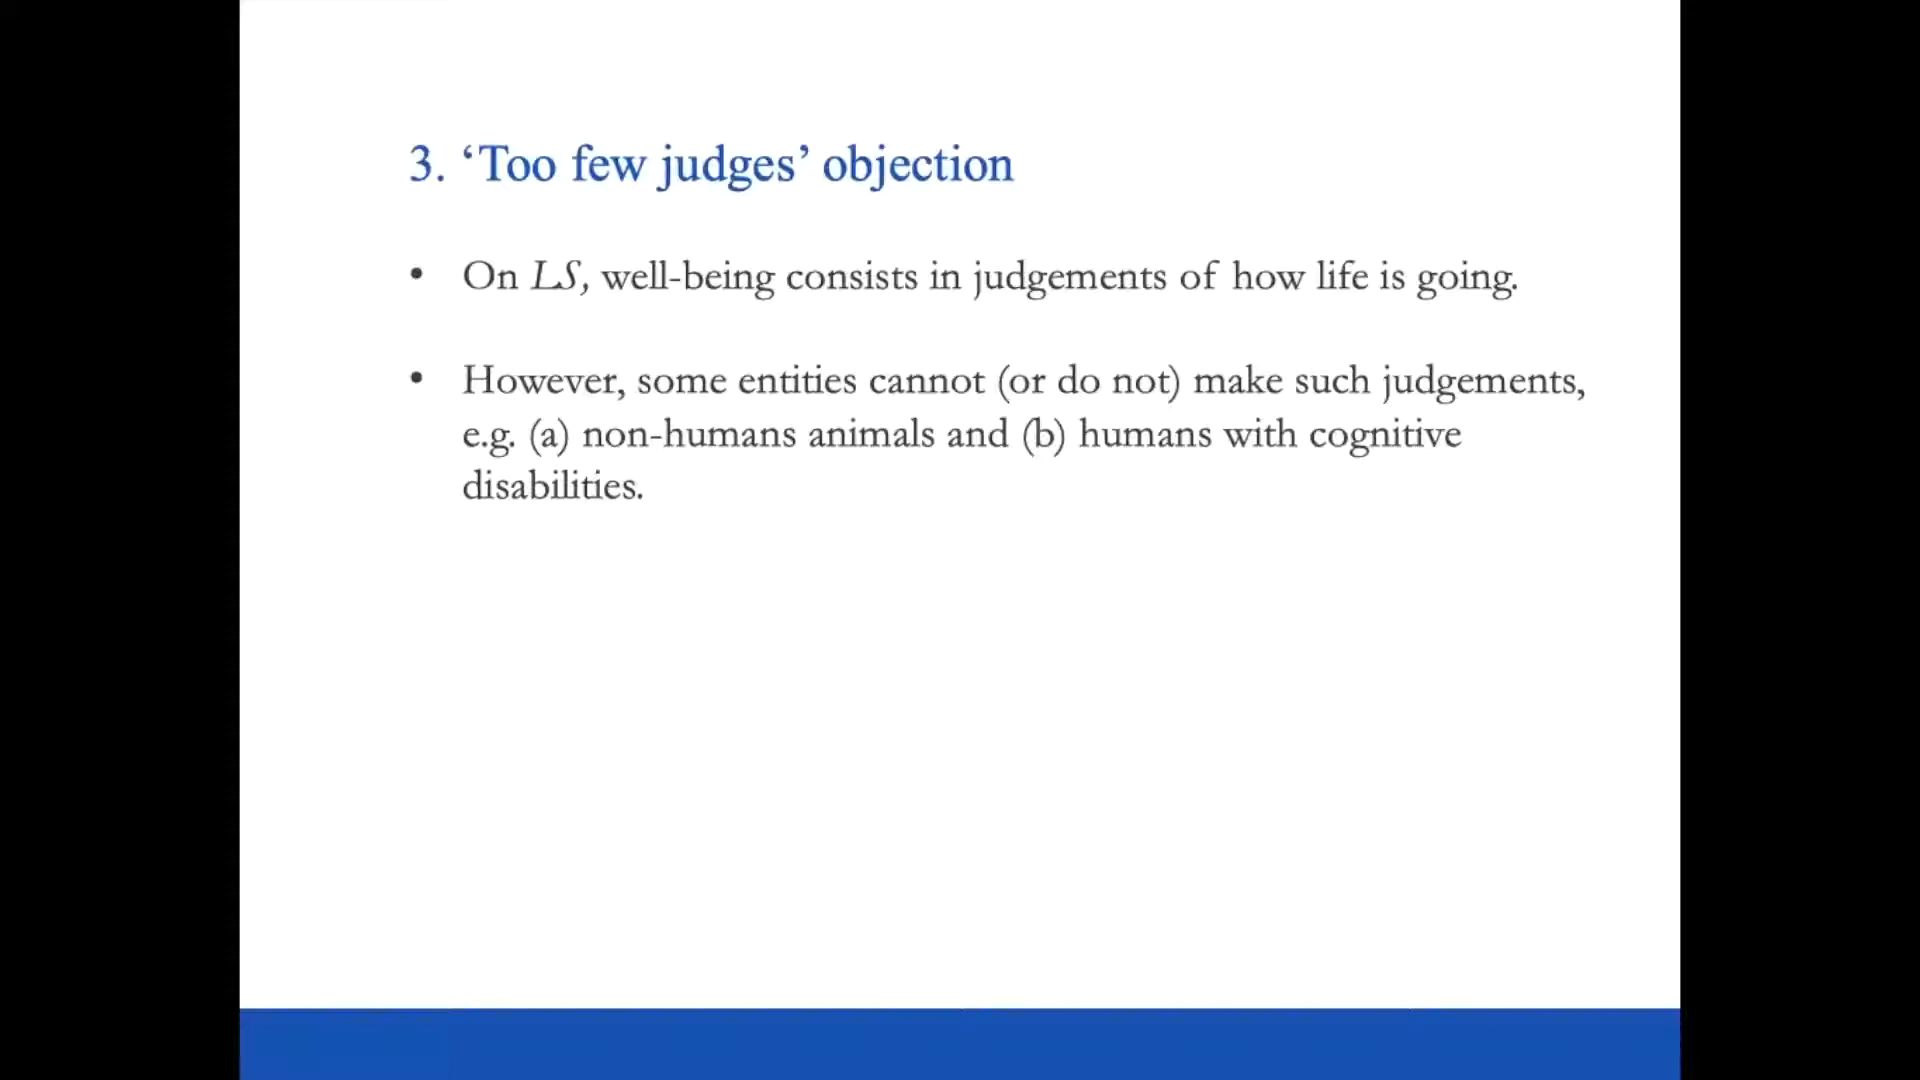 3. ‘Too few judges’ objection
• On LS, well-being consists in judgements of how life is going.
• However, some entities cannot (or do not) make such judgements,
e.g. (a) non-humans animals and (b) humans with cognitive
disabilities.